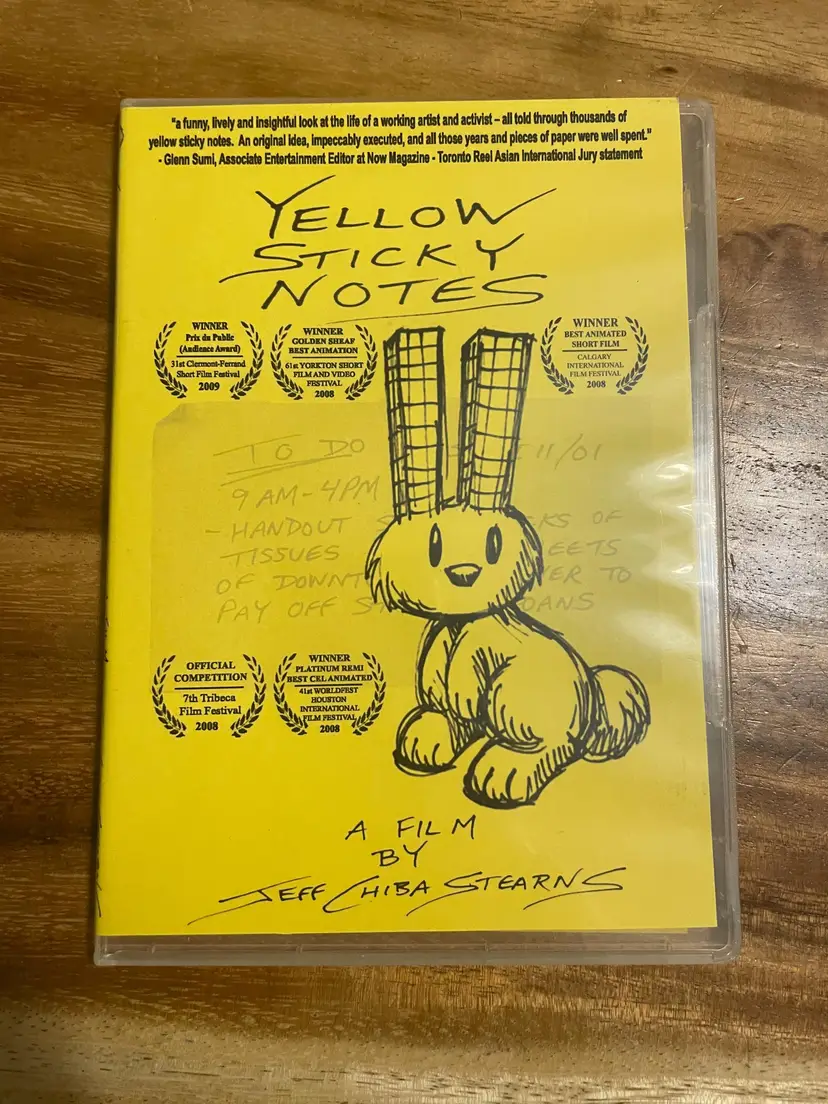 "a funny, lively and insightful look at the life of a working artist and activist – all told through thousands of
yellow sticky notes. An original idea, impeccably executed, and all those years and pieces of paper were well spent."
- Glenn Sumi, Associate Entertainment Editor at Now Magazine - Toronto Reel Asian International Jury statement
YELLOW
STICKY
NOTES
WINNER
Prix du Public
(Audience Award)
31st Clermont-Ferrand
Short Film Festival
2009
WINNER
GOLDEN SHEAF
BEST ANIMATION
61st YORKTON SHORT
FILM AND VIDEO
FESTIVAL
2008
WINNER
BEST ANIMATED
SHORT FILM
CALGARY
INTERNATIONAL
FILM FESTIVAL
2008
TO DO 11/01
9 AM - 4 PM
- HANDOUT OF
TISSUES
OF TO
PAY OFF
OFFICIAL
COMPETITION
7th Tribeca
Film Festival
2008
WINNER
PLATINUM REMI
BEST CEL ANIMATED
41st WORLDFEST
HOUSTON
INTERNATIONAL
FILM FESTIVAL
2008
A FILM
BY
JEFF CHIBA STEARNS